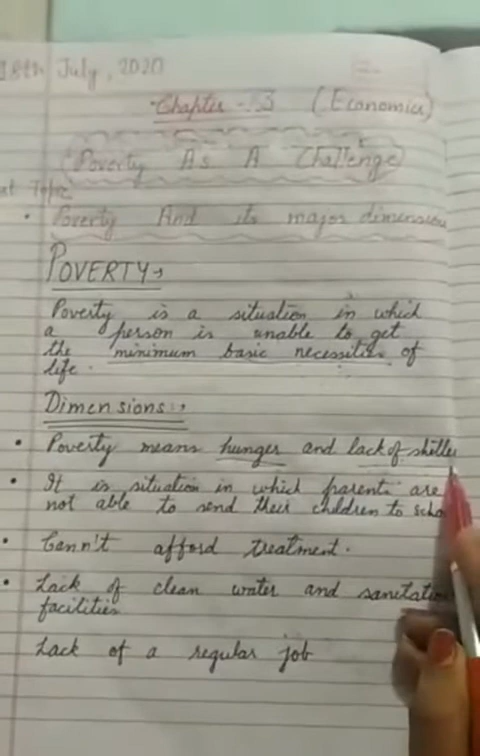 18th July, 2020
Chapter - 3 (Economics)
Poverty As A Challenge
Topic
• Poverty And its major dimension
POVERTY →
Poverty is a situation in which
a person is unable to get
the minimum basic necessities of
life.
Dimensions :→
• Poverty means hunger and lack of shelter
• It is situation in which parents are
not able to send their children to scho
• Cann't afford treatment.
• Lack of clean water and sanitation
facilities
Lack of a regular job